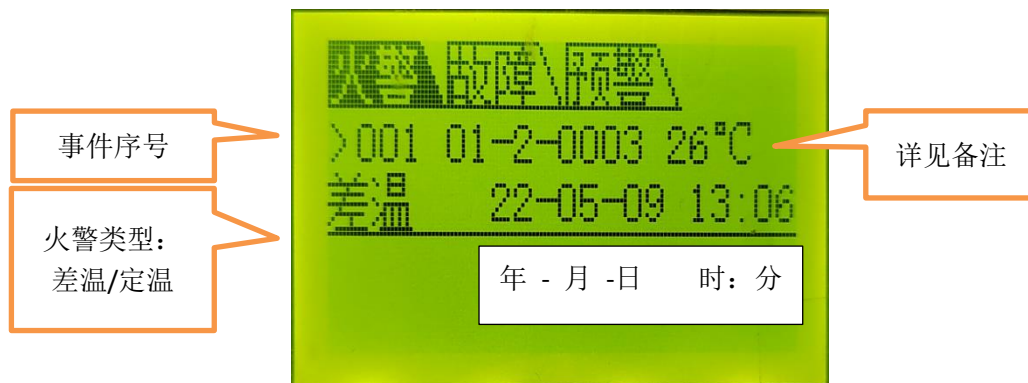 火警 故障 预警
>001 01-2-0003 26℃
差温 22-05-09 13:06
年 - 月 -日 时：分
事件序号
火警类型：
差温/定温
详见备注